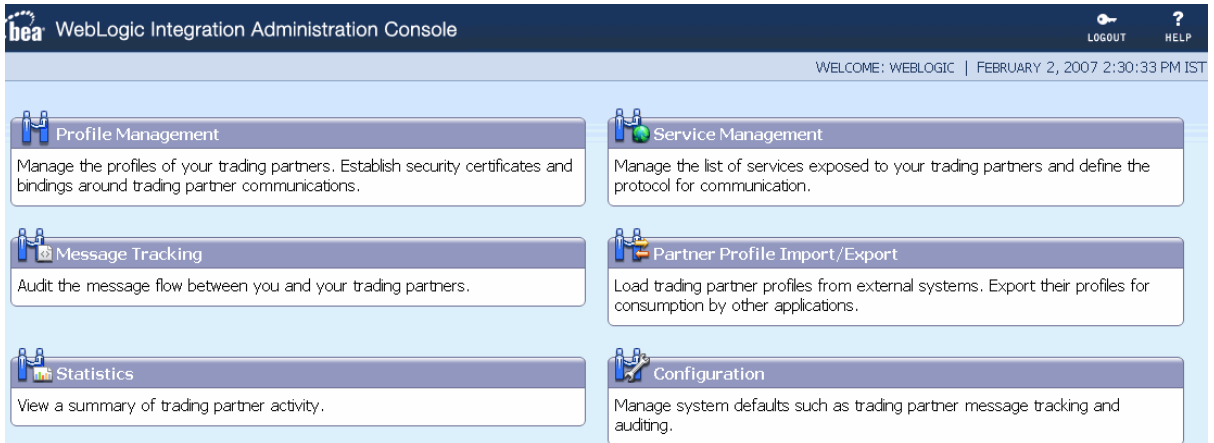 bea WebLogic Integration Administration Console
LOGOUT
?
HELP
WELCOME: WEBLOGIC | FEBRUARY 2, 2007 2:30:33 PM IST
Profile Management
Manage the profiles of your trading partners. Establish security certificates and
bindings around trading partner communications.
Service Management
Manage the list of services exposed to your trading partners and define the
protocol for communication.
Message Tracking
Audit the message flow between you and your trading partners.
Partner Profile Import/Export
Load trading partner profiles from external systems. Export their profiles for
consumption by other applications.
Statistics
View a summary of trading partner activity.
Configuration
Manage system defaults such as trading partner message tracking and
auditing.